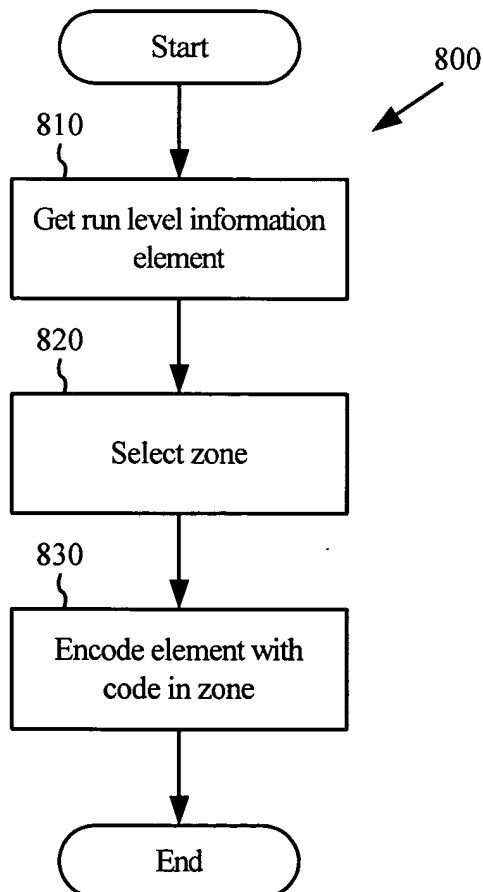 Start
800
810
Get run level information
element
820
Select zone
830
Encode element with
code in zone
End